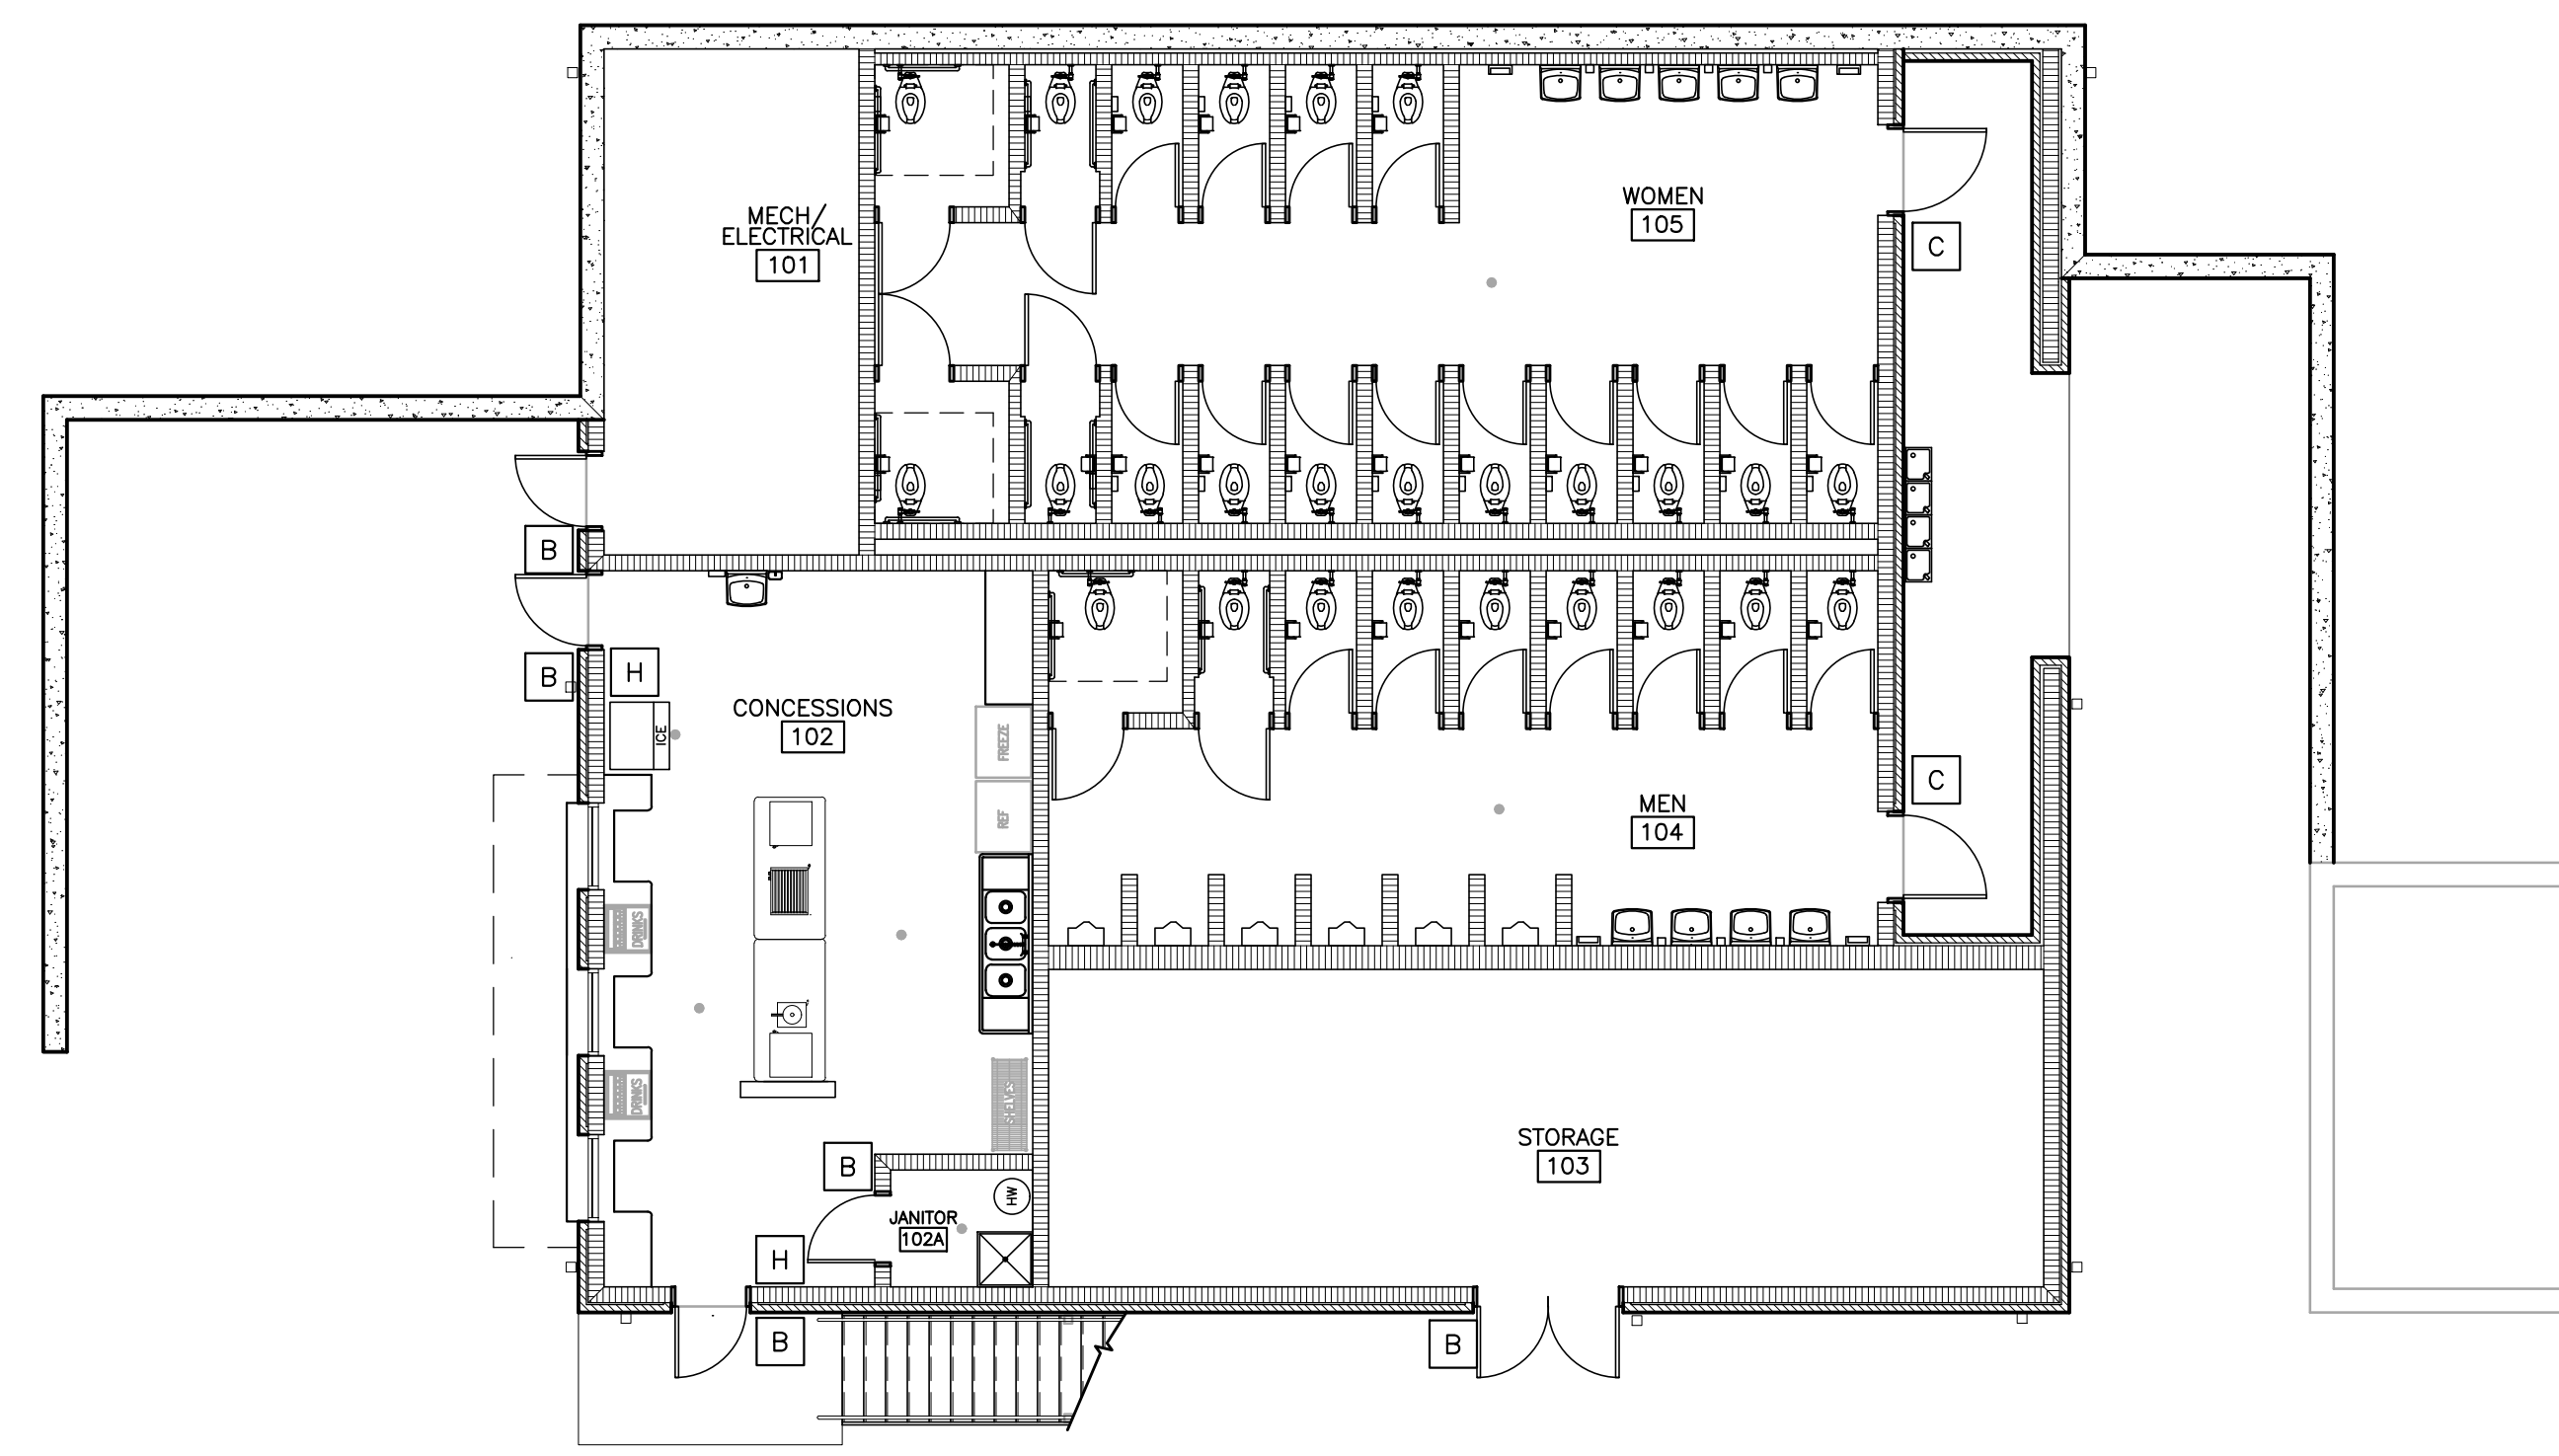 WOMEN
105
MECH/
ELECTRICAL
101
C
B
B
H
CONCESSIONS
102
ICE
FREEZE
REF
C
MEN
104
DRINKS
DRINKS
SHELVES
STORAGE
103
B
HW
JANITOR
102A
H
B
B